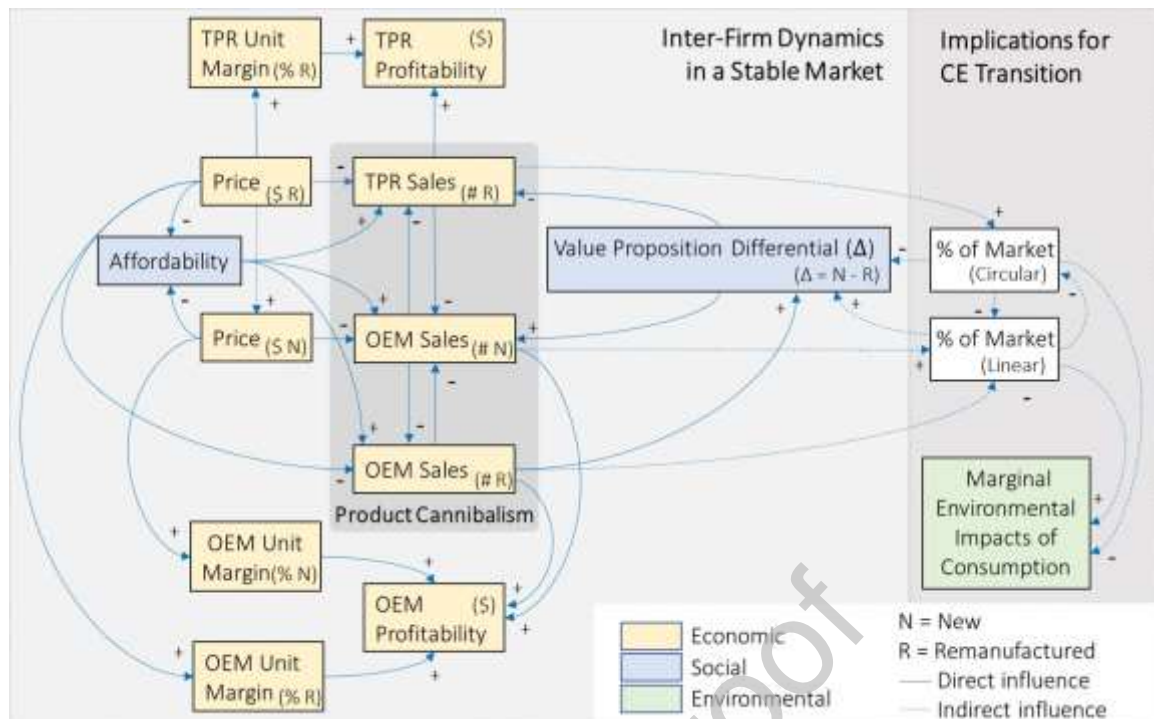 TPR Unit
Margin (% R)
TPR ($)
Profitability
Inter-Firm Dynamics
in a Stable Market
Implications for
CE Transition
Price ($ R)
TPR Sales (# R)
Affordability
Value Proposition Differential (Δ)
(Δ = N - R)
% of Market
(Circular)
Price ($ N)
OEM Sales (# N)
% of Market
(Linear)
OEM Sales (# R)
Product Cannibalism
Marginal
Environmental
Impacts of
Consumption
OEM Unit
Margin (% N)
OEM ($)
Profitability
OEM Unit
Margin (% R)
Economic
Social
Environmental
N = New
R = Remanufactured
Direct influence
Indirect influence
+
+
+
+
-
-
+
-
-
+
-
-
+
-
-
+
-
+
-
-
+
+
+
-
-
+
-
-
+
+
-
+
-
+
+
+
+
+
+